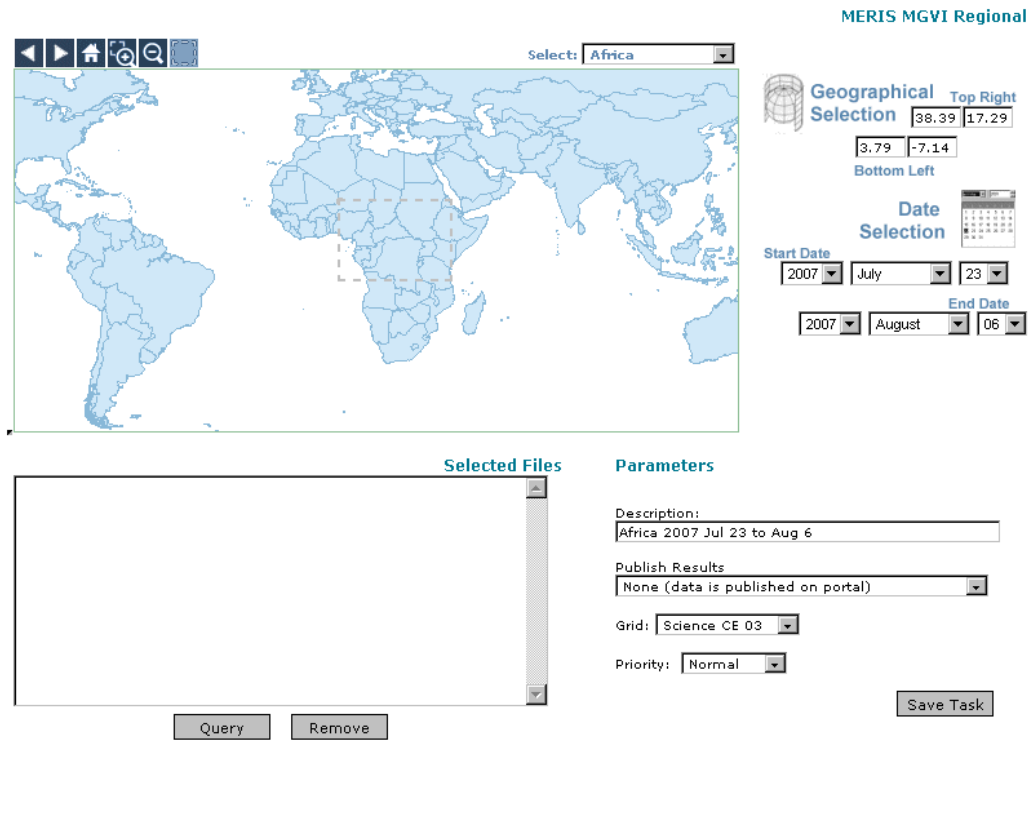 MERIS MGVI Regional
Select: Africa
Geographical Selection
Top Right
38.39 17.29
3.79 -7.14
Bottom Left
Date Selection
Start Date
2007 July 23
End Date
2007 August 06
Selected Files
Parameters
Description:
Africa 2007 Jul 23 to Aug 6
Publish Results
None (data is published on portal)
Grid: Science CE 03
Priority: Normal
Save Task
Query Remove